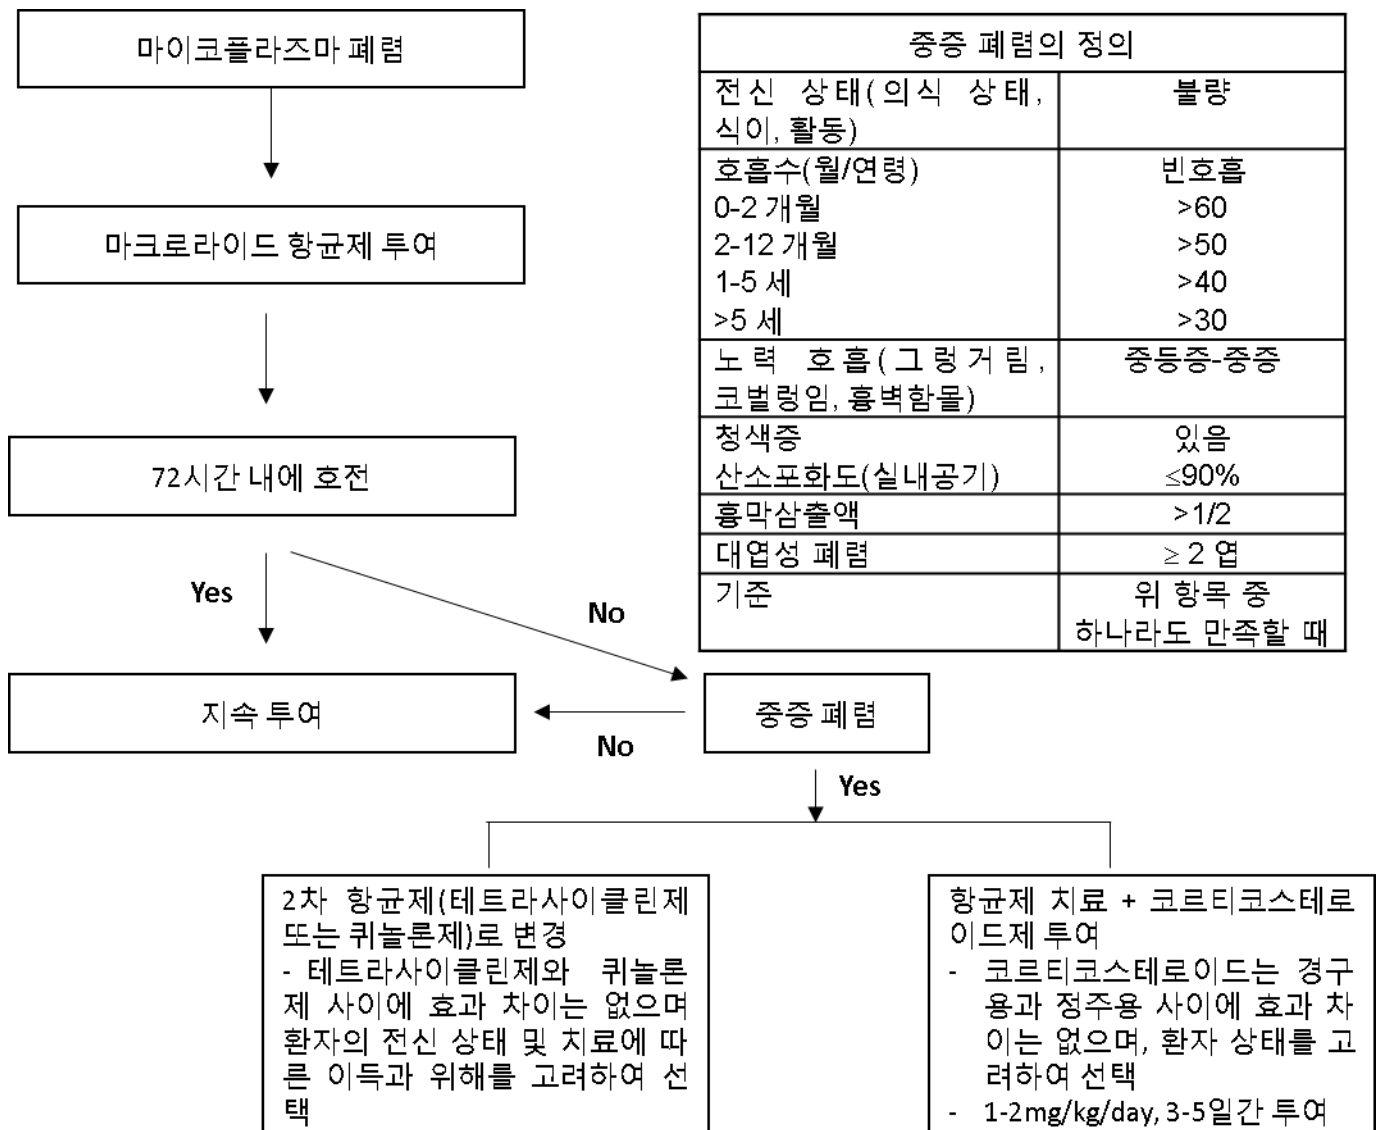 마이코플라즈마 폐렴
마크로라이드 항균제 투여
72시간 내에 호전
Yes
No
지속 투여
중증 폐렴
No
Yes
중증 폐렴의 정의
전신 상태(의식 상태, 불량
식이, 활동)
호흡수(월/연령) 빈호흡
0-2 개월 >60
2-12 개월 >50
1-5 세 >40
>5 세 >30
노력 호흡(그렁거림, 중등증-중증
코벌렁임, 흉벽함몰)
청색증 있음
산소포화도(실내공기) ≤90%
흉막삼출액 >1/2
대엽성 폐렴 ≥ 2 엽
기준 위 항목 중
하나라도 만족할 때
2차 항균제(테트라사이클린제
또는 퀴놀론제)로 변경
- 테트라사이클린제와 퀴놀론
제 사이에 효과 차이는 없으며
환자의 전신 상태 및 치료에 따
른 이득과 위해를 고려하여 선
택
항균제 치료 + 코르티코스테로
이드제 투여
- 코르티코스테로이드는 경구
용과 정주용 사이에 효과 차
이는 없으며, 환자 상태를 고
려하여 선택
- 1-2mg/kg/day, 3-5일간 투여